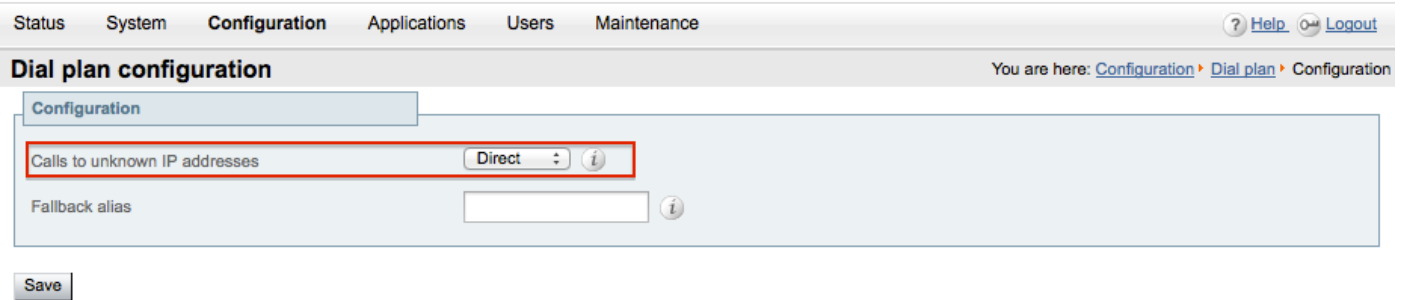 Status System Configuration Applications Users Maintenance ? Help Logout
Dial plan configuration You are here: Configuration Dial plan Configuration
Configuration
Calls to unknown IP addresses Direct i
Fallback alias i
Save